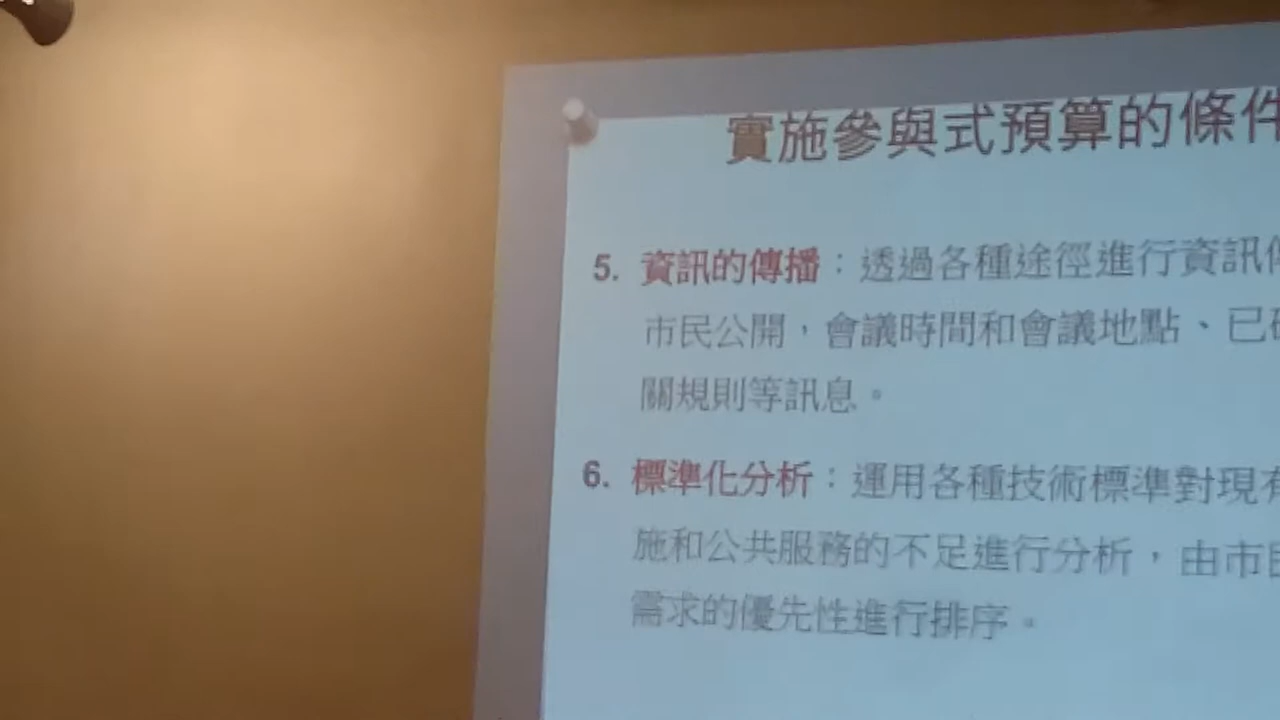 實施參與式預算的條件
5. 資訊的傳播：透過各種途徑進行資訊傳
市民公開，會議時間和會議地點、已
關規則等訊息。
6. 標準化分析：運用各種技術標準對現有
施和公共服務的不足進行分析，由市民
需求的優先性進行排序。